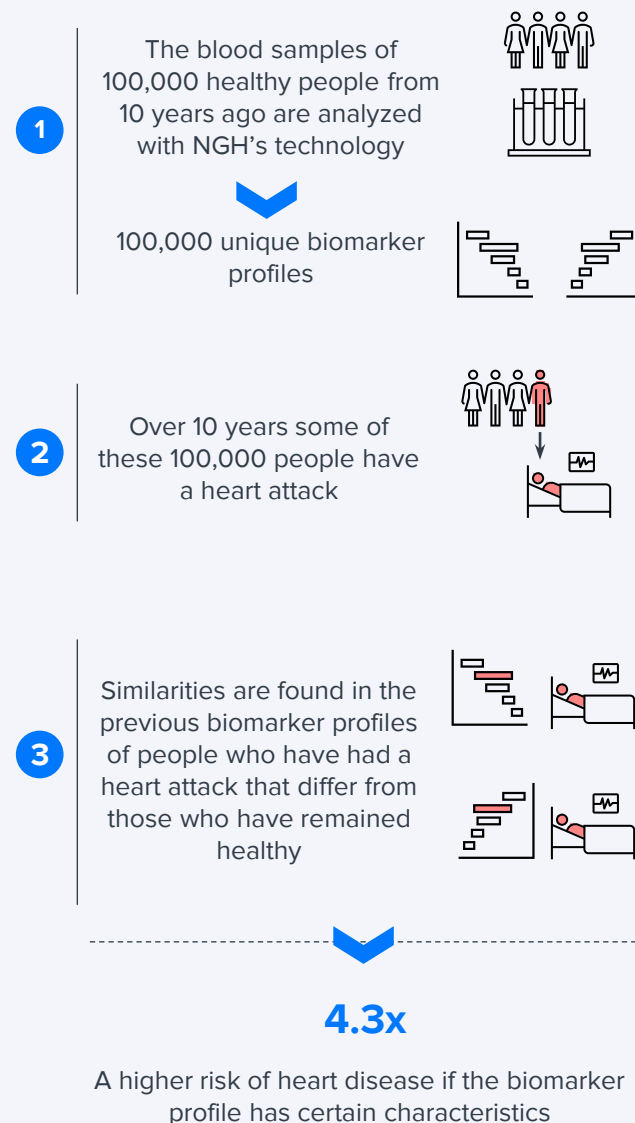 1
The blood samples of
100,000 healthy people from
10 years ago are analyzed
with NGH's technology
100,000 unique biomarker
profiles
2
Over 10 years some of
these 100,000 people have
a heart attack
3
Similarities are found in the
previous biomarker profiles
of people who have had a
heart attack that differ from
those who have remained
healthy
4.3x
A higher risk of heart disease if the biomarker
profile has certain characteristics